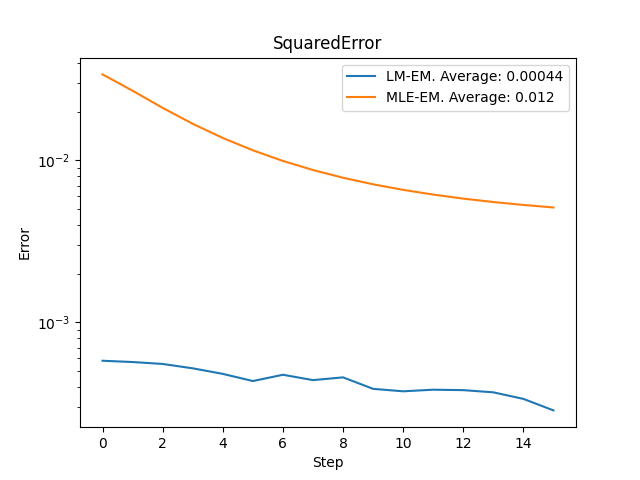 SquaredError
LM-EM. Average: 0.00044
MLE-EM. Average: 0.012
Error
10⁻²
10⁻³
0 2 4 6 8 10 12 14
Step